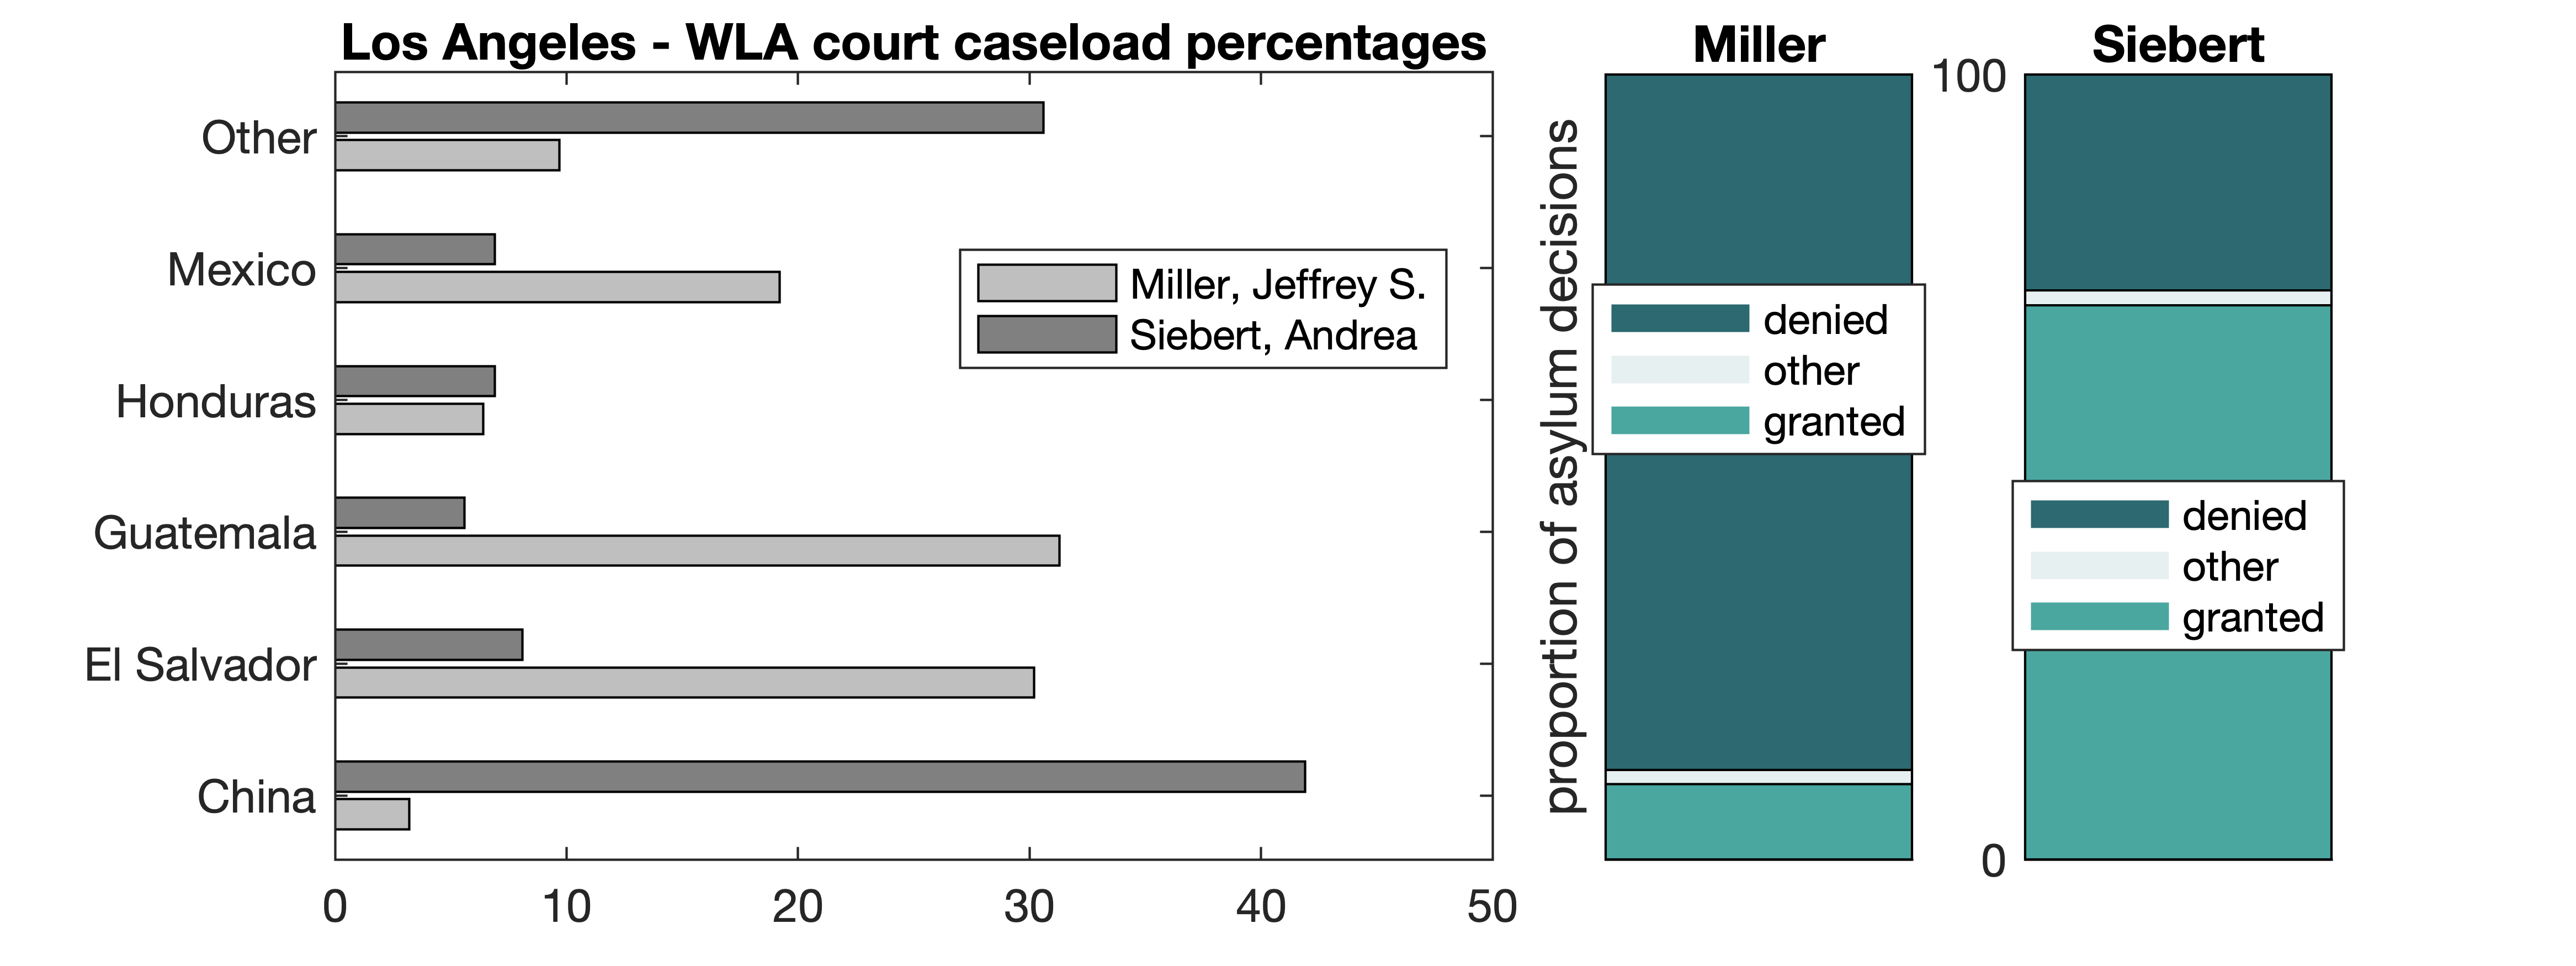 Los Angeles - WLA court caseload percentages
Other
Mexico
Honduras
Guatemala
El Salvador
China
0 10 20 30 40 50
Miller, Jeffrey S.
Siebert, Andrea
proportion of asylum decisions
Miller
denied
other
granted
Siebert
100
0
denied
other
granted